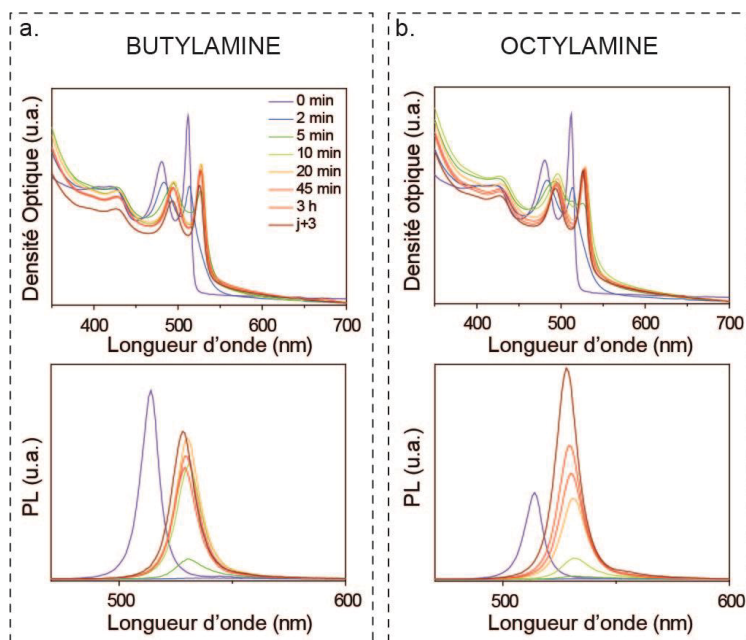 a.
BUTYLAMINE
Densité Optique (u.a.)
0 min
2 min
5 min
10 min
20 min
45 min
3 h
j+3
400 500 600 700
Longueur d'onde (nm)
PL (u.a.)
500 600
Longueur d'onde (nm)
b.
OCTYLAMINE
Densité otpique (u.a.)
400 500 600 700
Longueur d'onde (nm)
PL (u.a.)
500 600
Longueur d'onde (nm)